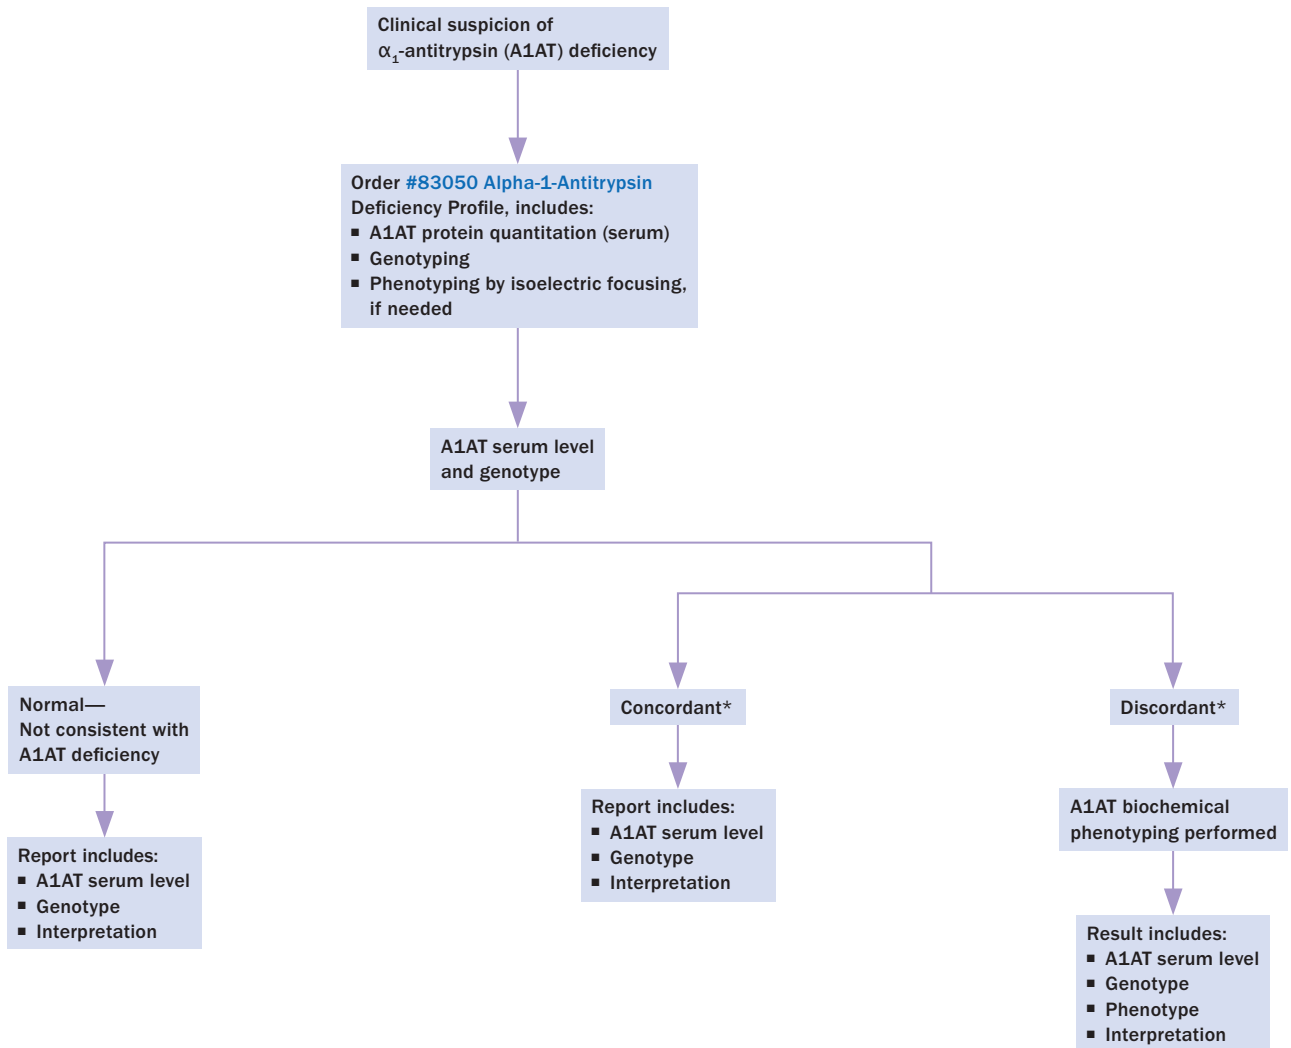 Clinical suspicion of
α₁-antitrypsin (A1AT) deficiency
Order #83050 Alpha-1-Antitrypsin
Deficiency Profile, includes:
▪ A1AT protein quantitation (serum)
▪ Genotyping
▪ Phenotyping by isoelectric focusing,
if needed
A1AT serum level
and genotype
Normal—
Not consistent with
A1AT deficiency
Report includes:
▪ A1AT serum level
▪ Genotype
▪ Interpretation
Concordant*
Report includes:
▪ A1AT serum level
▪ Genotype
▪ Interpretation
Discordant*
A1AT biochemical
phenotyping performed
Result includes:
▪ A1AT serum level
▪ Genotype
▪ Phenotype
▪ Interpretation